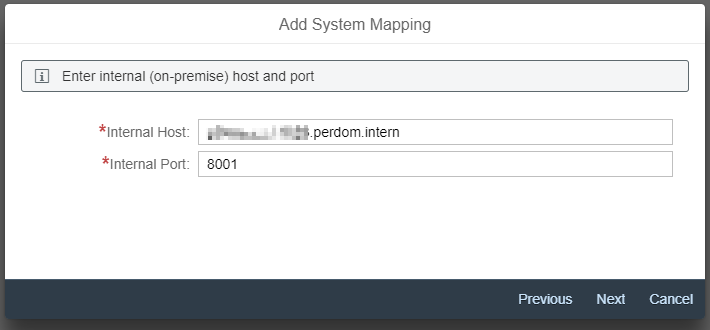 Add System Mapping
Enter internal (on-premise) host and port
*Internal Host: .perdom.intern
*Internal Port: 8001
Previous Next Cancel